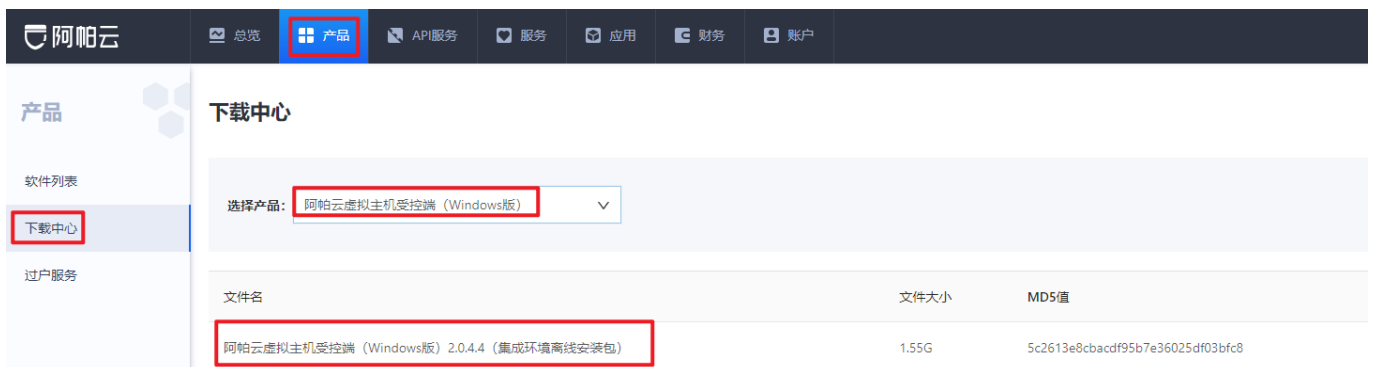 阿帕云 总览 产品 API服务 服务 应用 财务 账户
产品
下载中心
软件列表
选择产品： 阿帕云虚拟主机受控端（Windows版）
下载中心
过户服务
文件名 文件大小 MD5值
阿帕云虚拟主机受控端（Windows版）2.0.4.4（集成环境离线安装包） 1.55G 5c2613e8cbacdf95b7e36025df03bfc8